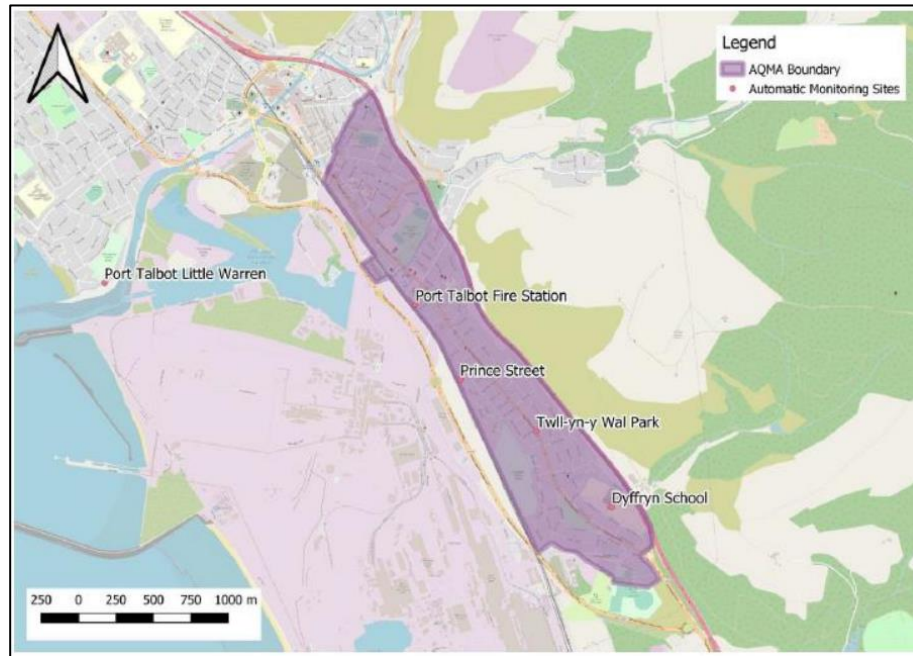 Legend
AQMA Boundary
Automatic Monitoring Sites
Port Talbot Little Warren
Port Talbot Fire Station
Prince Street
Twll-yn-y Wal Park
Dyffryn School
250 0 250 500 750 1000 m